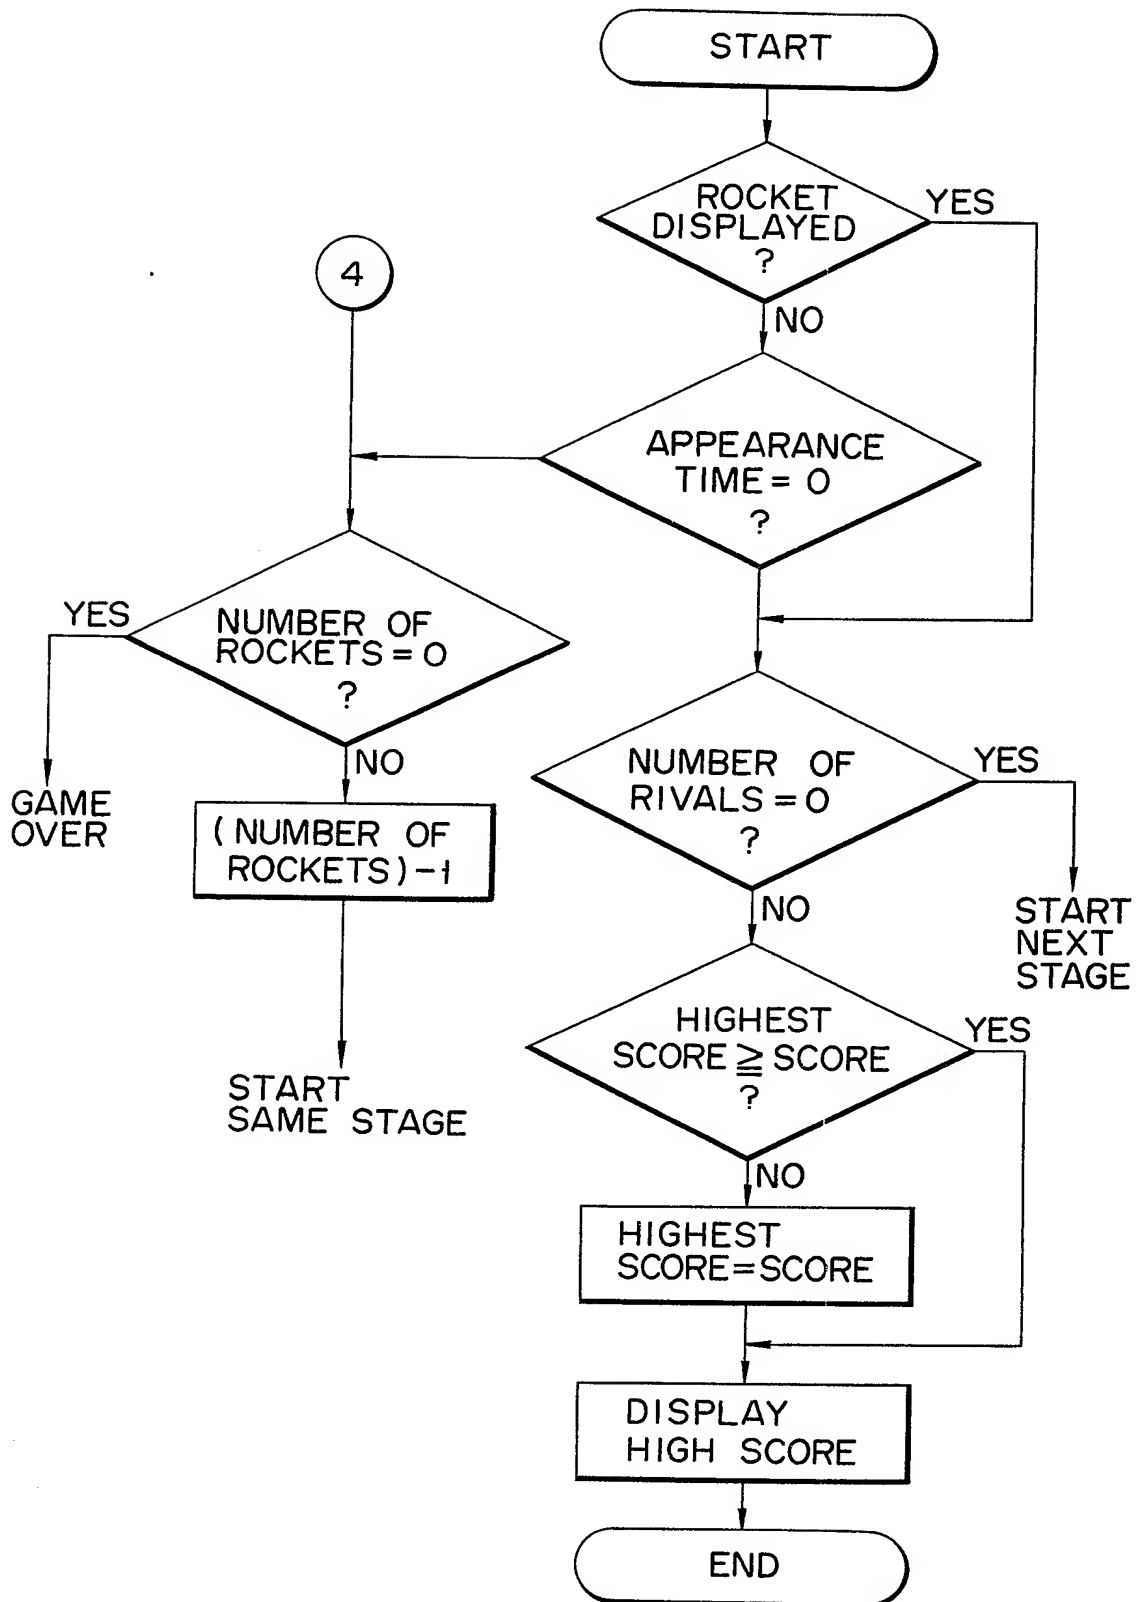 START
ROCKET
DISPLAYED
?
YES
NO
4
APPEARANCE
TIME = 0
?
YES
NUMBER OF
ROCKETS = 0
?
NO
GAME
OVER
(NUMBER OF
ROCKETS) - 1
START
SAME STAGE
NUMBER OF
RIVALS = 0
?
YES
NO
START
NEXT
STAGE
HIGHEST
SCORE ≧ SCORE
?
YES
NO
HIGHEST
SCORE = SCORE
DISPLAY
HIGH SCORE
END